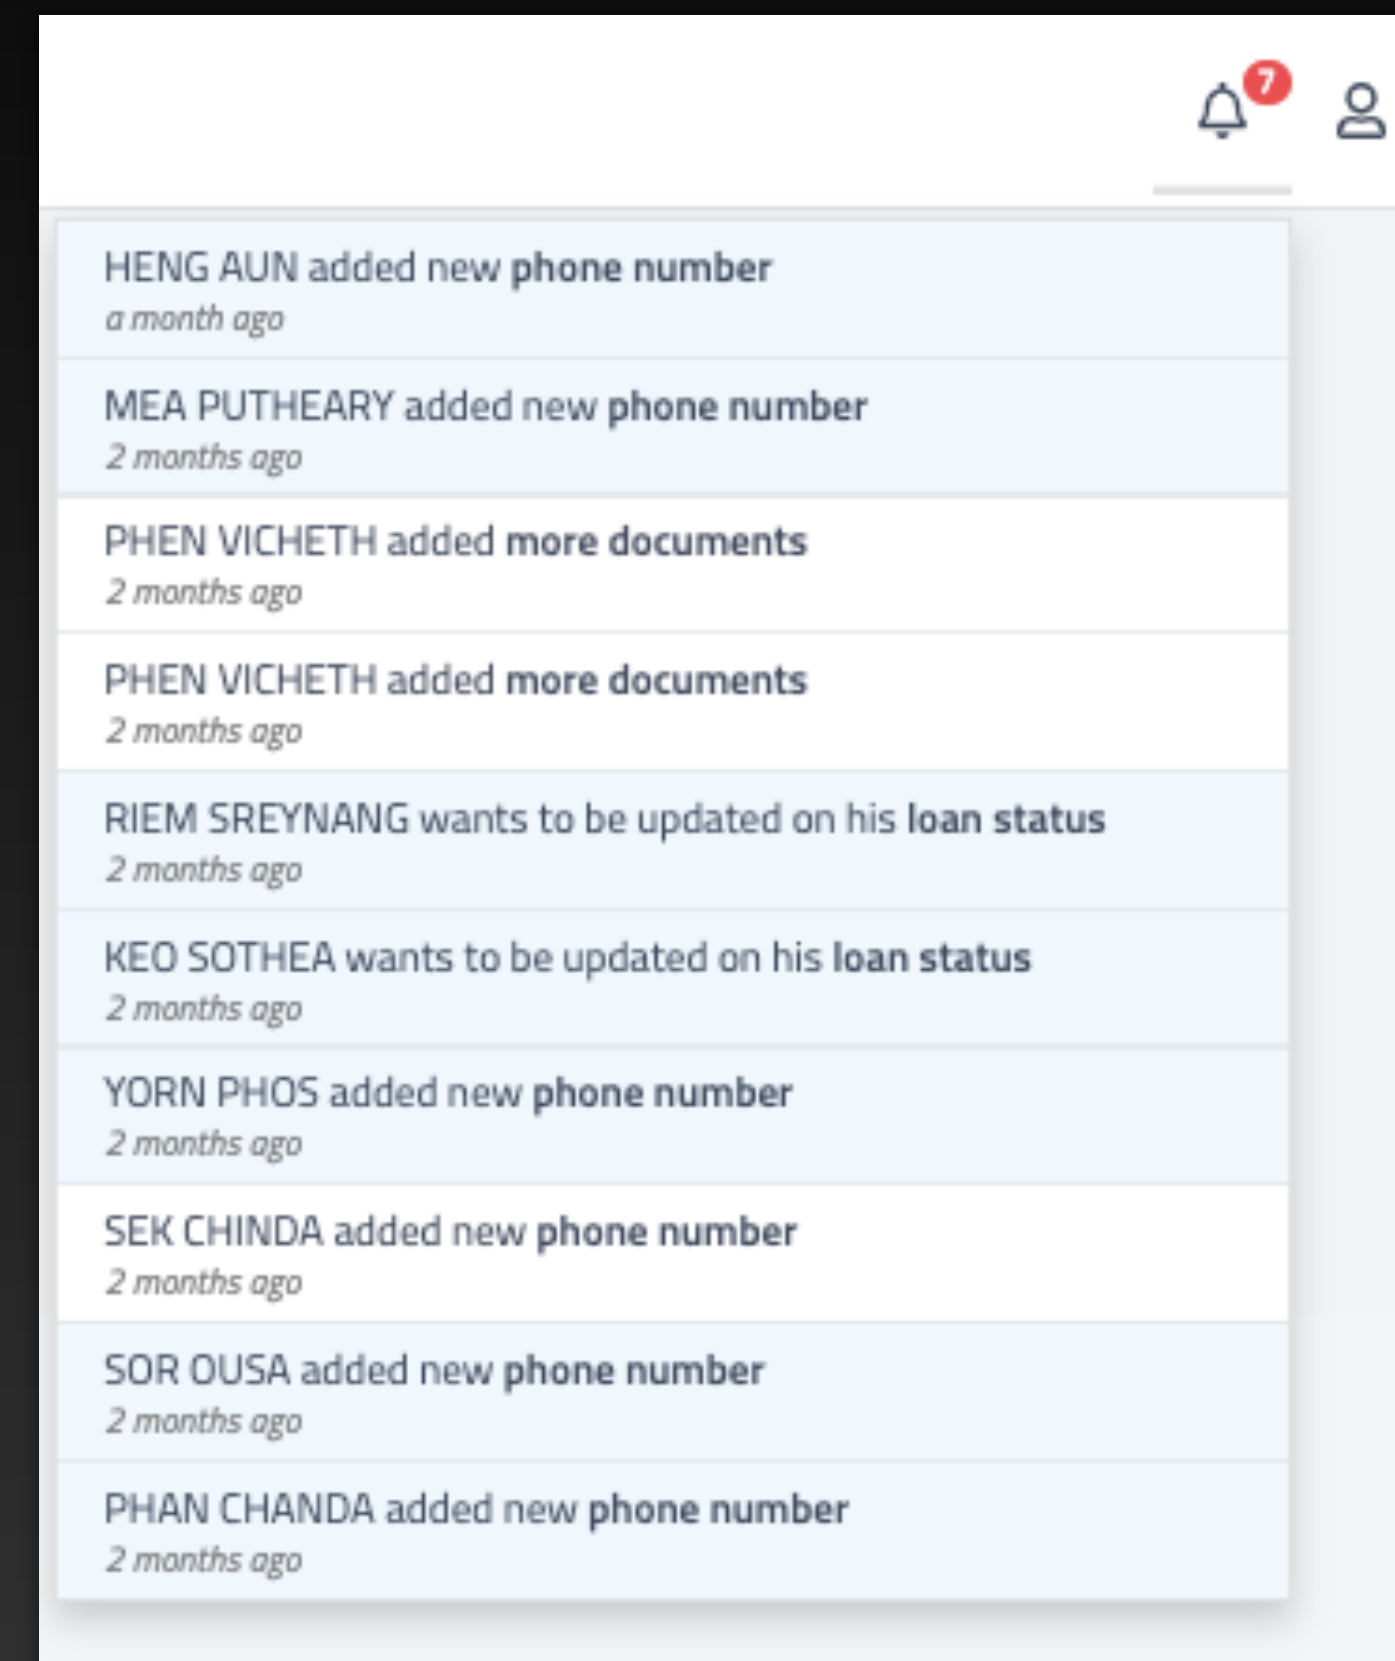 7
HENG AUN added new phone number
a month ago
MEA PUTHEARY added new phone number
2 months ago
PHEN VICHETH added more documents
2 months ago
PHEN VICHETH added more documents
2 months ago
RIEM SREYNANG wants to be updated on his loan status
2 months ago
KEO SOTHEA wants to be updated on his loan status
2 months ago
YORN PHOS added new phone number
2 months ago
SEK CHINDA added new phone number
2 months ago
SOR OUSA added new phone number
2 months ago
PHAN CHANDA added new phone number
2 months ago